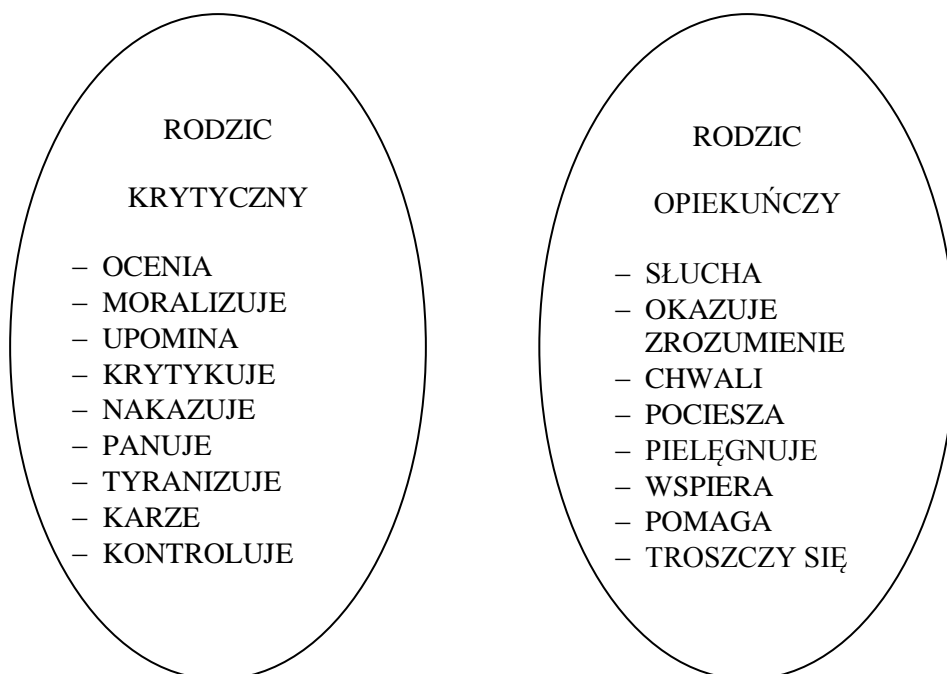 RODZIC
KRYTYCZNY
– OCENIA
– MORALIZUJE
– UPOMINA
– KRYTYKUJE
– NAKAZUJE
– PANUJE
– TYRANIZUJE
– KARZE
– KONTROLUJE
RODZIC
OPIEKUŃCZY
– SŁUCHA
– OKAZUJE
ZROZUMIENIE
– CHWALI
– POCIESZA
– PIELĘGNUJE
– WSPIERA
– POMAGA
– TROSZCZY SIĘ